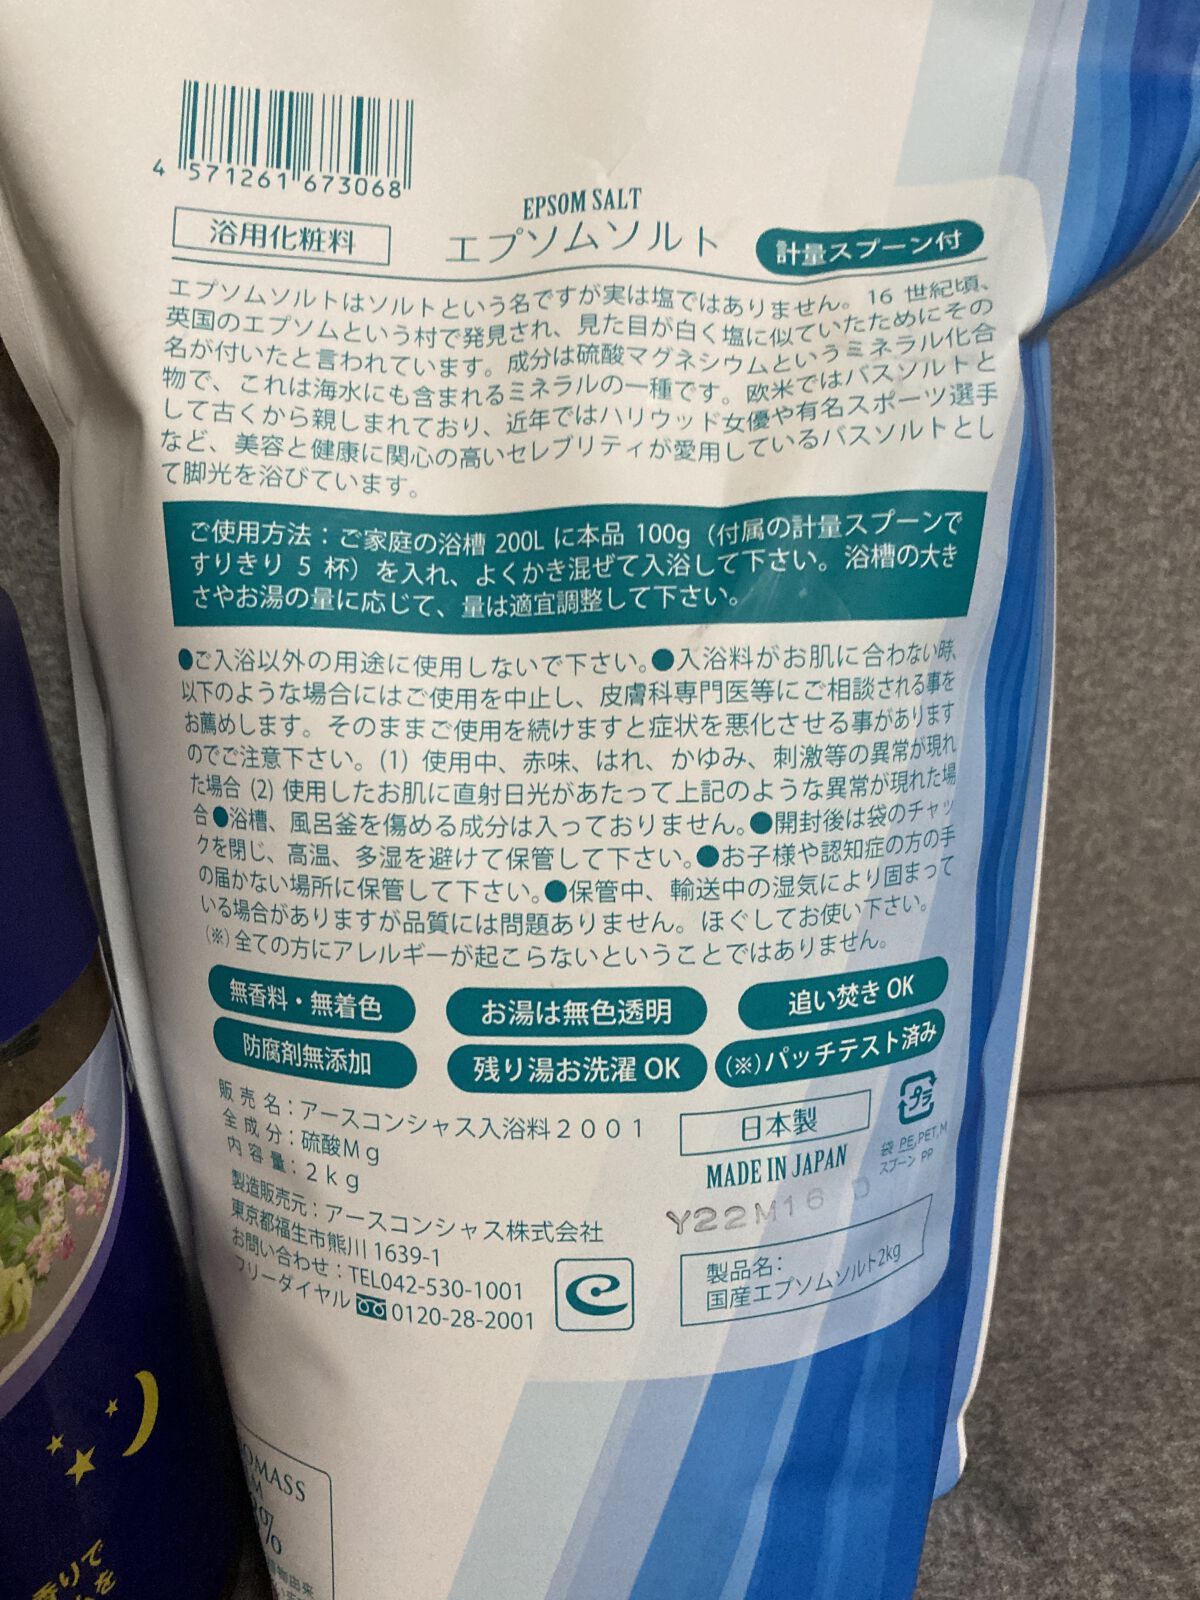 4 571261 673068
EPSOM SALT
浴用化粧料
エプソムソルト
計量スプーン付
エプソムソルトはソルトという名ですが実は塩ではありません。16 世紀頃、
英国のエプソムという村で発見され、見た目が白く塩に似ていたためにその
名が付いたと言われています。成分は硫酸マグネシウムというミネラル化合
物で、これは海水にも含まれるミネラルの一種です。欧米ではバスソルトと
して古くから親しまれており、近年ではハリウッド女優や有名スポーツ選手
など、美容と健康に関心の高いセレブリティが愛用しているバスソルトとし
て脚光を浴びています。
ご使用方法：ご家庭の浴槽 200L に本品 100g（付属の計量スプーンで
すりきり 5 杯）を入れ、よくかき混ぜて入浴して下さい。浴槽の大き
さやお湯の量に応じて、量は適宜調整して下さい。
●ご入浴以外の用途に使用しないで下さい。●入浴料がお肌に合わない時、
以下のような場合にはご使用を中止し、皮膚科専門医等にご相談される事を
お薦めします。そのままご使用を続けますと症状を悪化させる事があります
のでご注意下さい。(1) 使用中、赤味、はれ、かゆみ、刺激等の異常が現れ
た場合 (2) 使用したお肌に直射日光があたって上記のような異常が現れた場
合●浴槽、風呂釜を傷める成分は入っておりません。●開封後は袋のチャッ
クを閉じ、高温、多湿を避けて保管して下さい。●お子様や認知症の方の手
の届かない場所に保管して下さい。●保管中、輸送中の湿気により固まって
いる場合がありますが品質には問題ありません。ほぐしてお使い下さい。
(※) 全ての方にアレルギーが起こらないということではありません。
無香料・無着色
お湯は無色透明
追い焚き OK
防腐剤無添加
残り湯お洗濯 OK
(※)パッチテスト済み
販売名：アースコンシャス入浴料２００１
全成分：硫酸Ｍｇ
内容量：２ｋｇ
製造販売元：アースコンシャス株式会社
東京都福生市熊川 1639-1
お問い合わせ：TEL042-530-1001
フリーダイヤル 0120-28-2001
日本製
MADE IN JAPAN
プラ
袋 PE,PET,M
スプーン PP
Y22M16 D
製品名：
国産エプソムソルト2kg
OMASS
%
由来
香りで
を